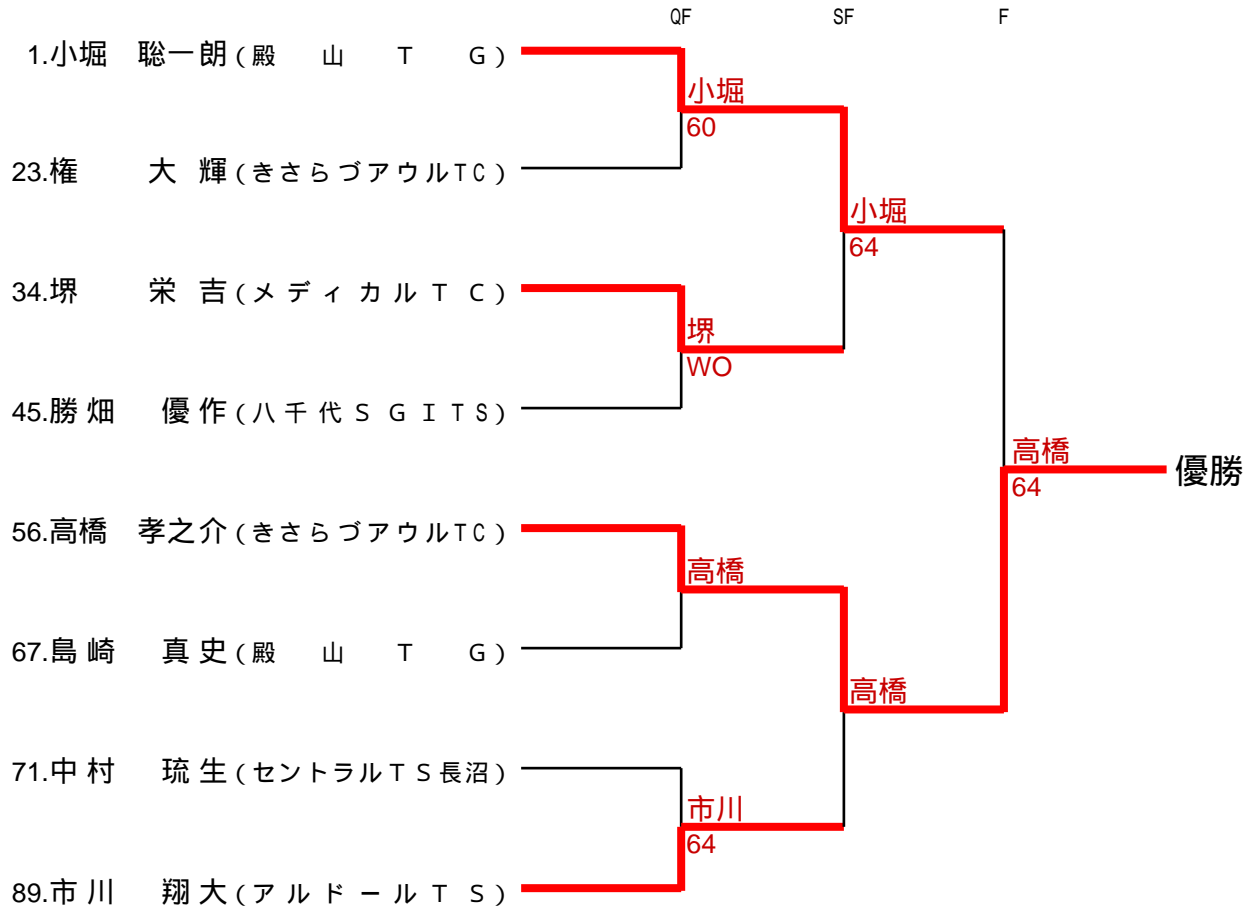 QF SF F
1.小堀 聡一朗(殿 山 T G)
小堀
60
23.権 大 輝(きさらづアウルTC)
小堀
64
34.堺 栄 吉(メディカルTC)
堺
WO
45.勝 畑 優 作(八千代SGITS)
高橋
64
優勝
56.高橋 孝之介(きさらづアウルTC)
高橋
67.島 崎 真 史(殿 山 T G)
高橋
71.中 村 琉 生(セントラルTS長沼)
市川
64
89.市 川 翔 大(アルドールTS)